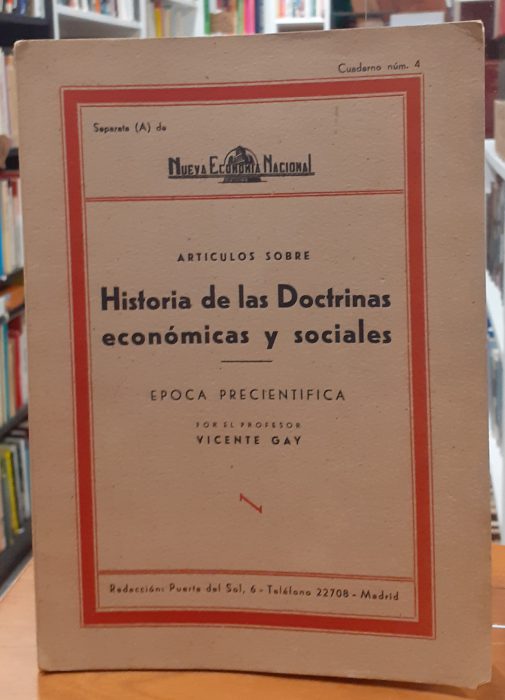 Cuaderno núm. 4
Separata (A) de
NUEVA ECONOMÍA NACIONAL
ARTICULOS SOBRE
Historia de las Doctrinas
económicas y sociales
EPOCA PRECIENTIFICA
POR EL PROFESOR
VICENTE GAY
Redacción: Puerta del Sol, 6 - Teléfono 22708 - Madrid